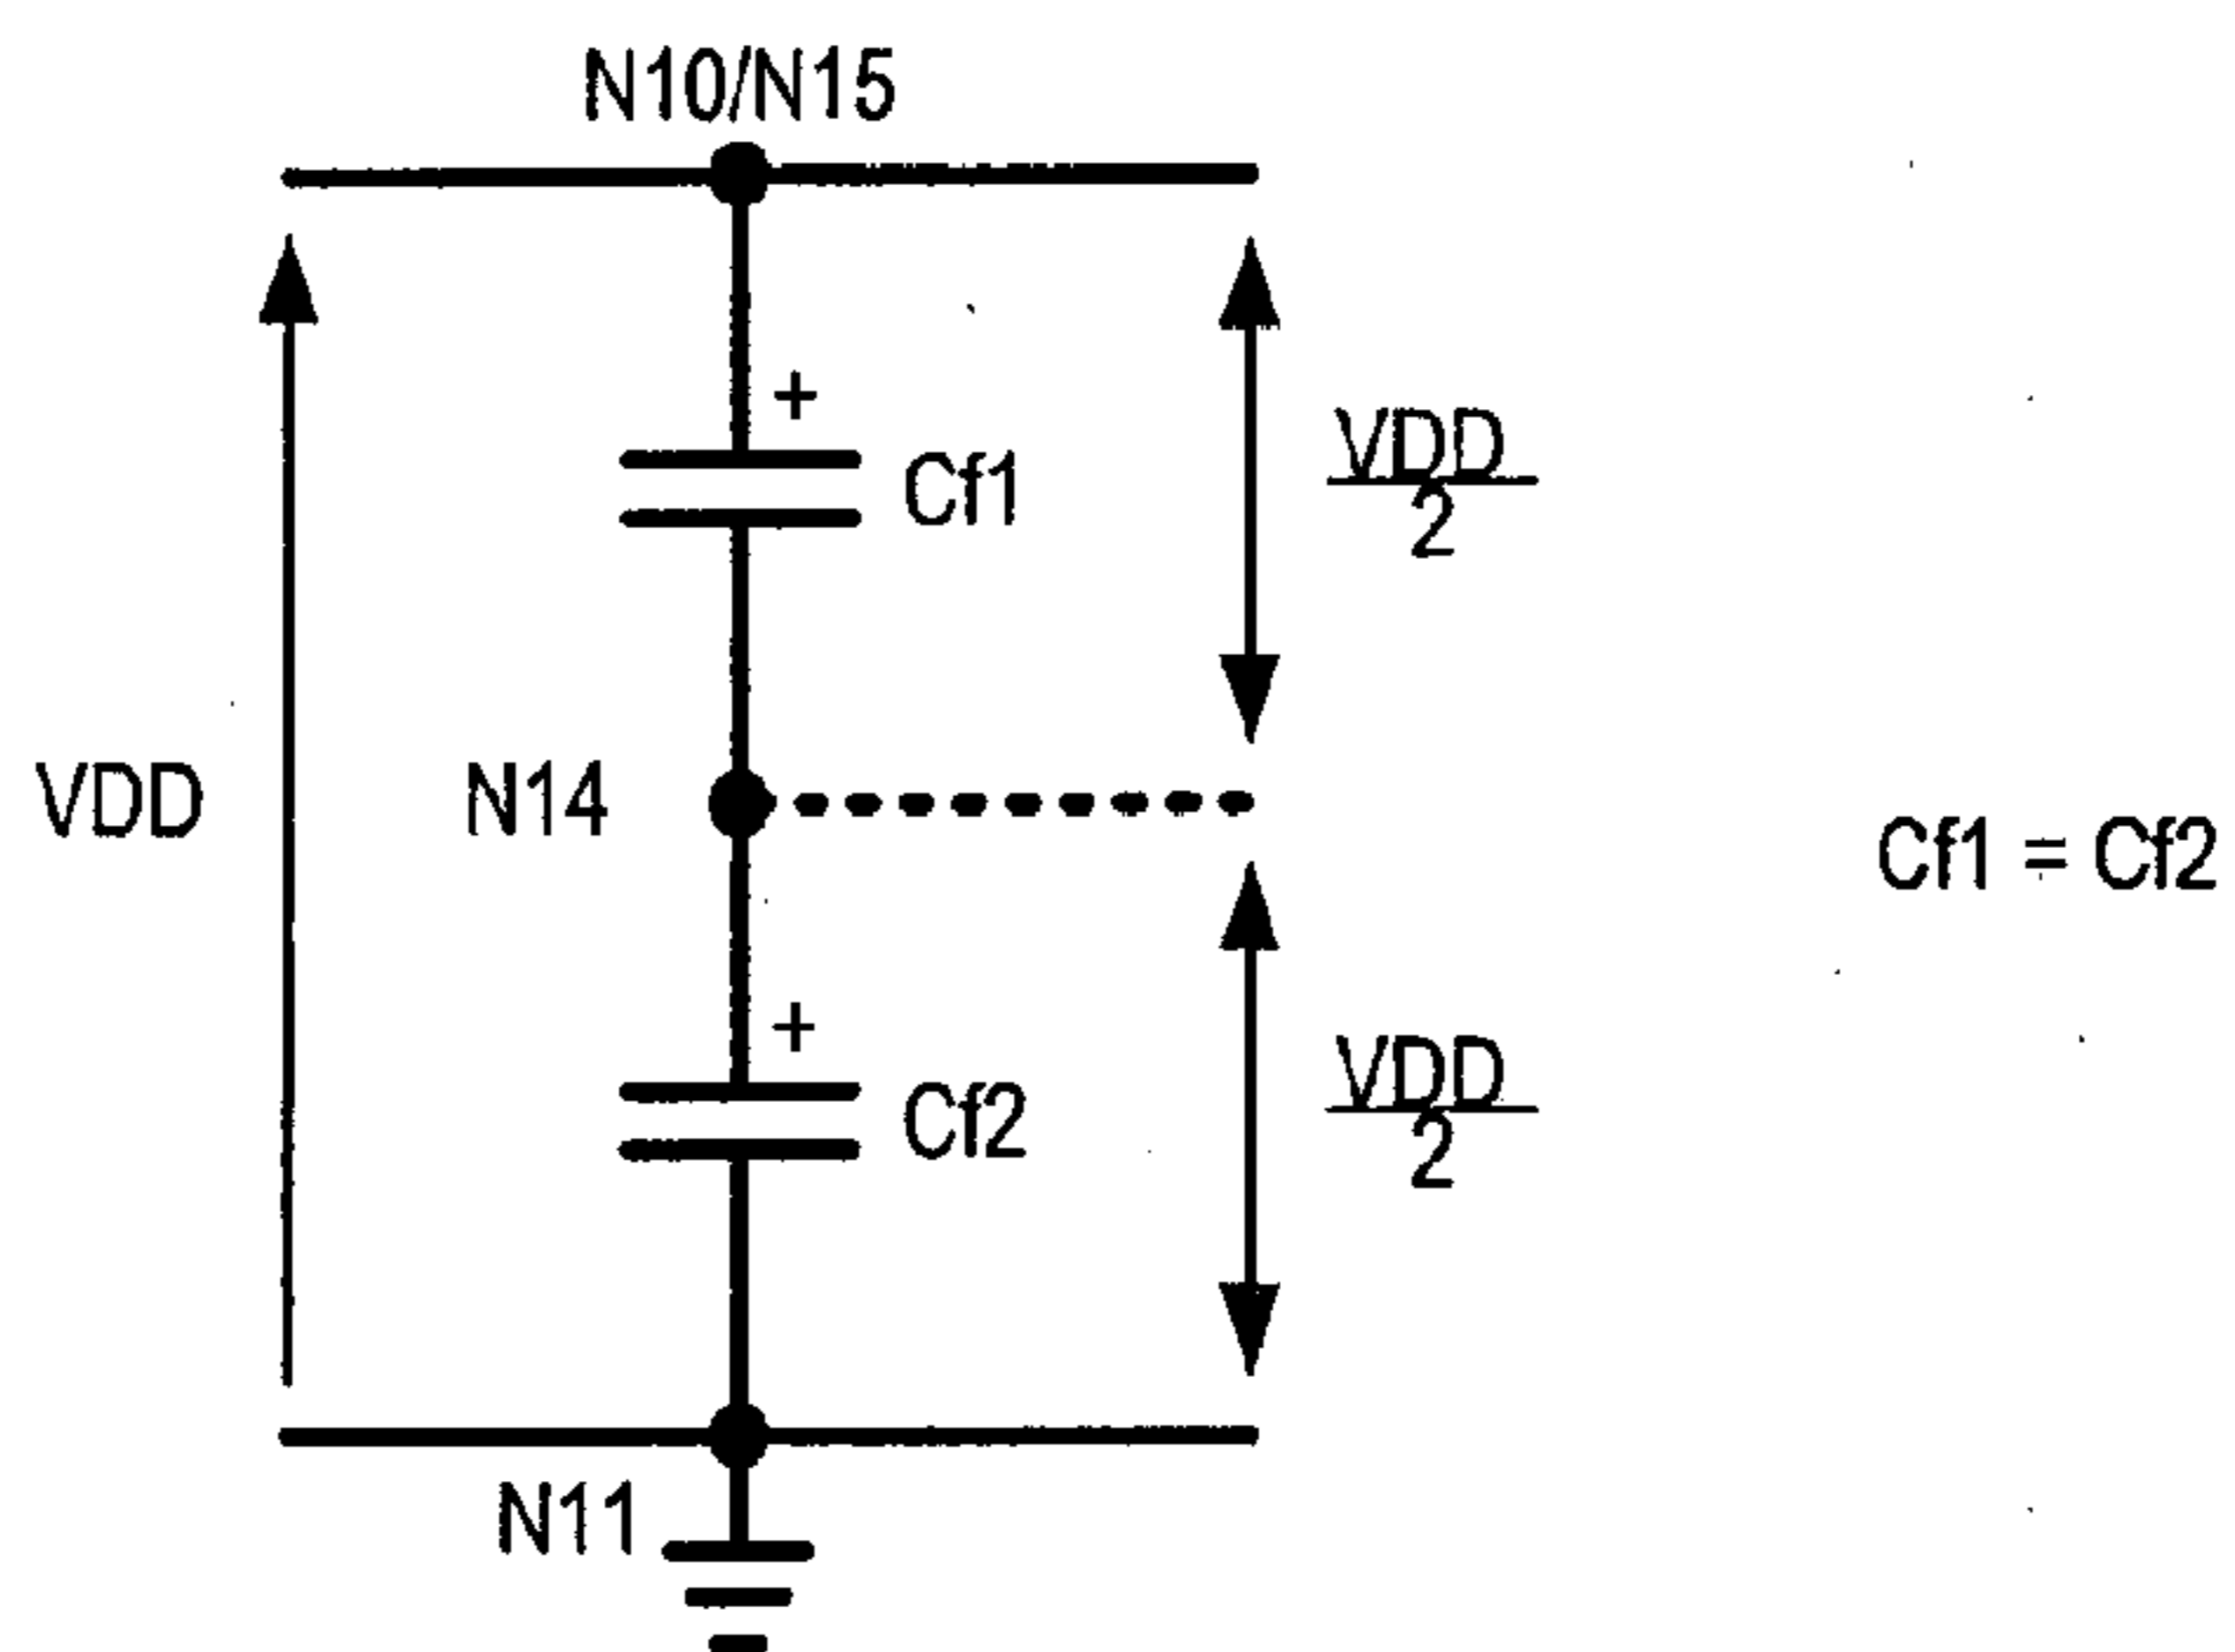 N10/N15
+
Cf1
VDD
2
VDD
N14
Cf1 = Cf2
+
Cf2
VDD
2
N11